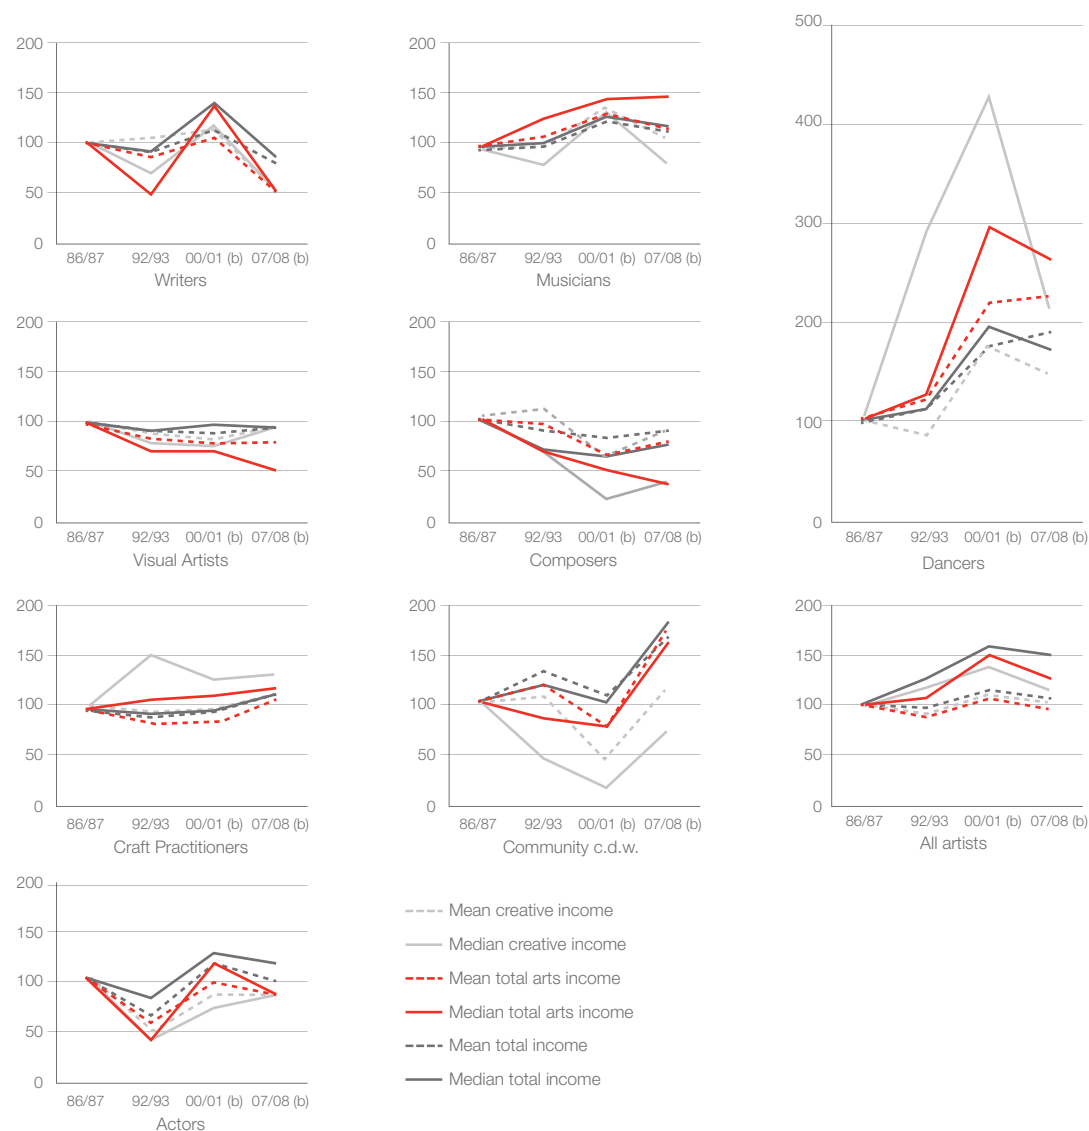 200
150
100
50
0
86/87 92/93 00/01 (b) 07/08 (b)
Writers
200
150
100
50
0
86/87 92/93 00/01 (b) 07/08 (b)
Musicians
500
400
300
200
100
0
86/87 92/93 00/01 (b) 07/08 (b)
Dancers
200
150
100
50
0
86/87 92/93 00/01 (b) 07/08 (b)
Visual Artists
200
150
100
50
0
86/87 92/93 00/01 (b) 07/08 (b)
Composers
200
150
100
50
0
86/87 92/93 00/01 (b) 07/08 (b)
Craft Practitioners
200
150
100
50
0
86/87 92/93 00/01 (b) 07/08 (b)
Community c.d.w.
200
150
100
50
0
86/87 92/93 00/01 (b) 07/08 (b)
All artists
200
150
100
50
0
86/87 92/93 00/01 (b) 07/08 (b)
Actors
Mean creative income
Median creative income
Mean total arts income
Median total arts income
Mean total income
Median total income